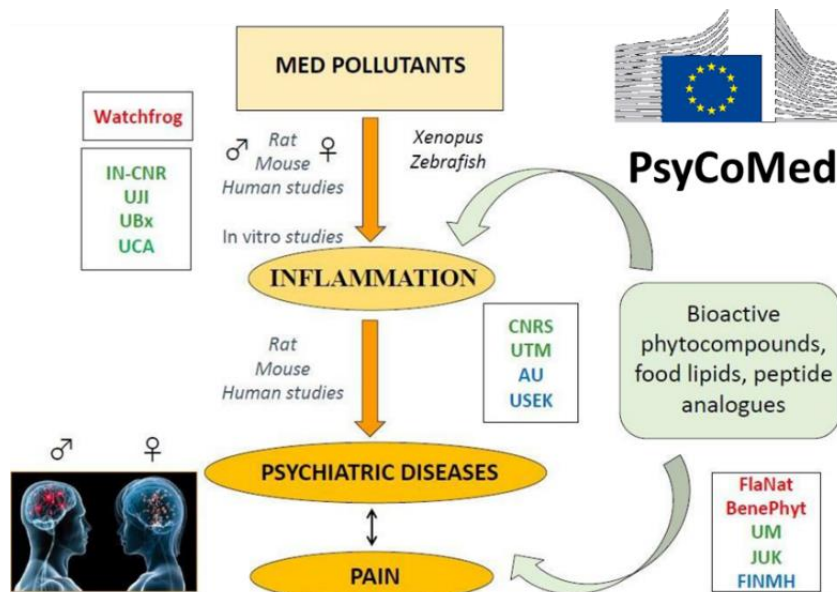 MED POLLUTANTS
PsyCoMed
Watchfrog
IN-CNR
UJI
UBx
UCA
♂ Rat ♀
Mouse
Human studies
In vitro studies
Xenopus
Zebrafish
INFLAMMATION
Rat
Mouse
Human studies
CNRS
UTM
AU
USEK
Bioactive
phytocompounds,
food lipids, peptide
analogues
♂ ♀
PSYCHIATRIC DISEASES
PAIN
FlaNat
BenePhyt
UM
JUK
FINMH